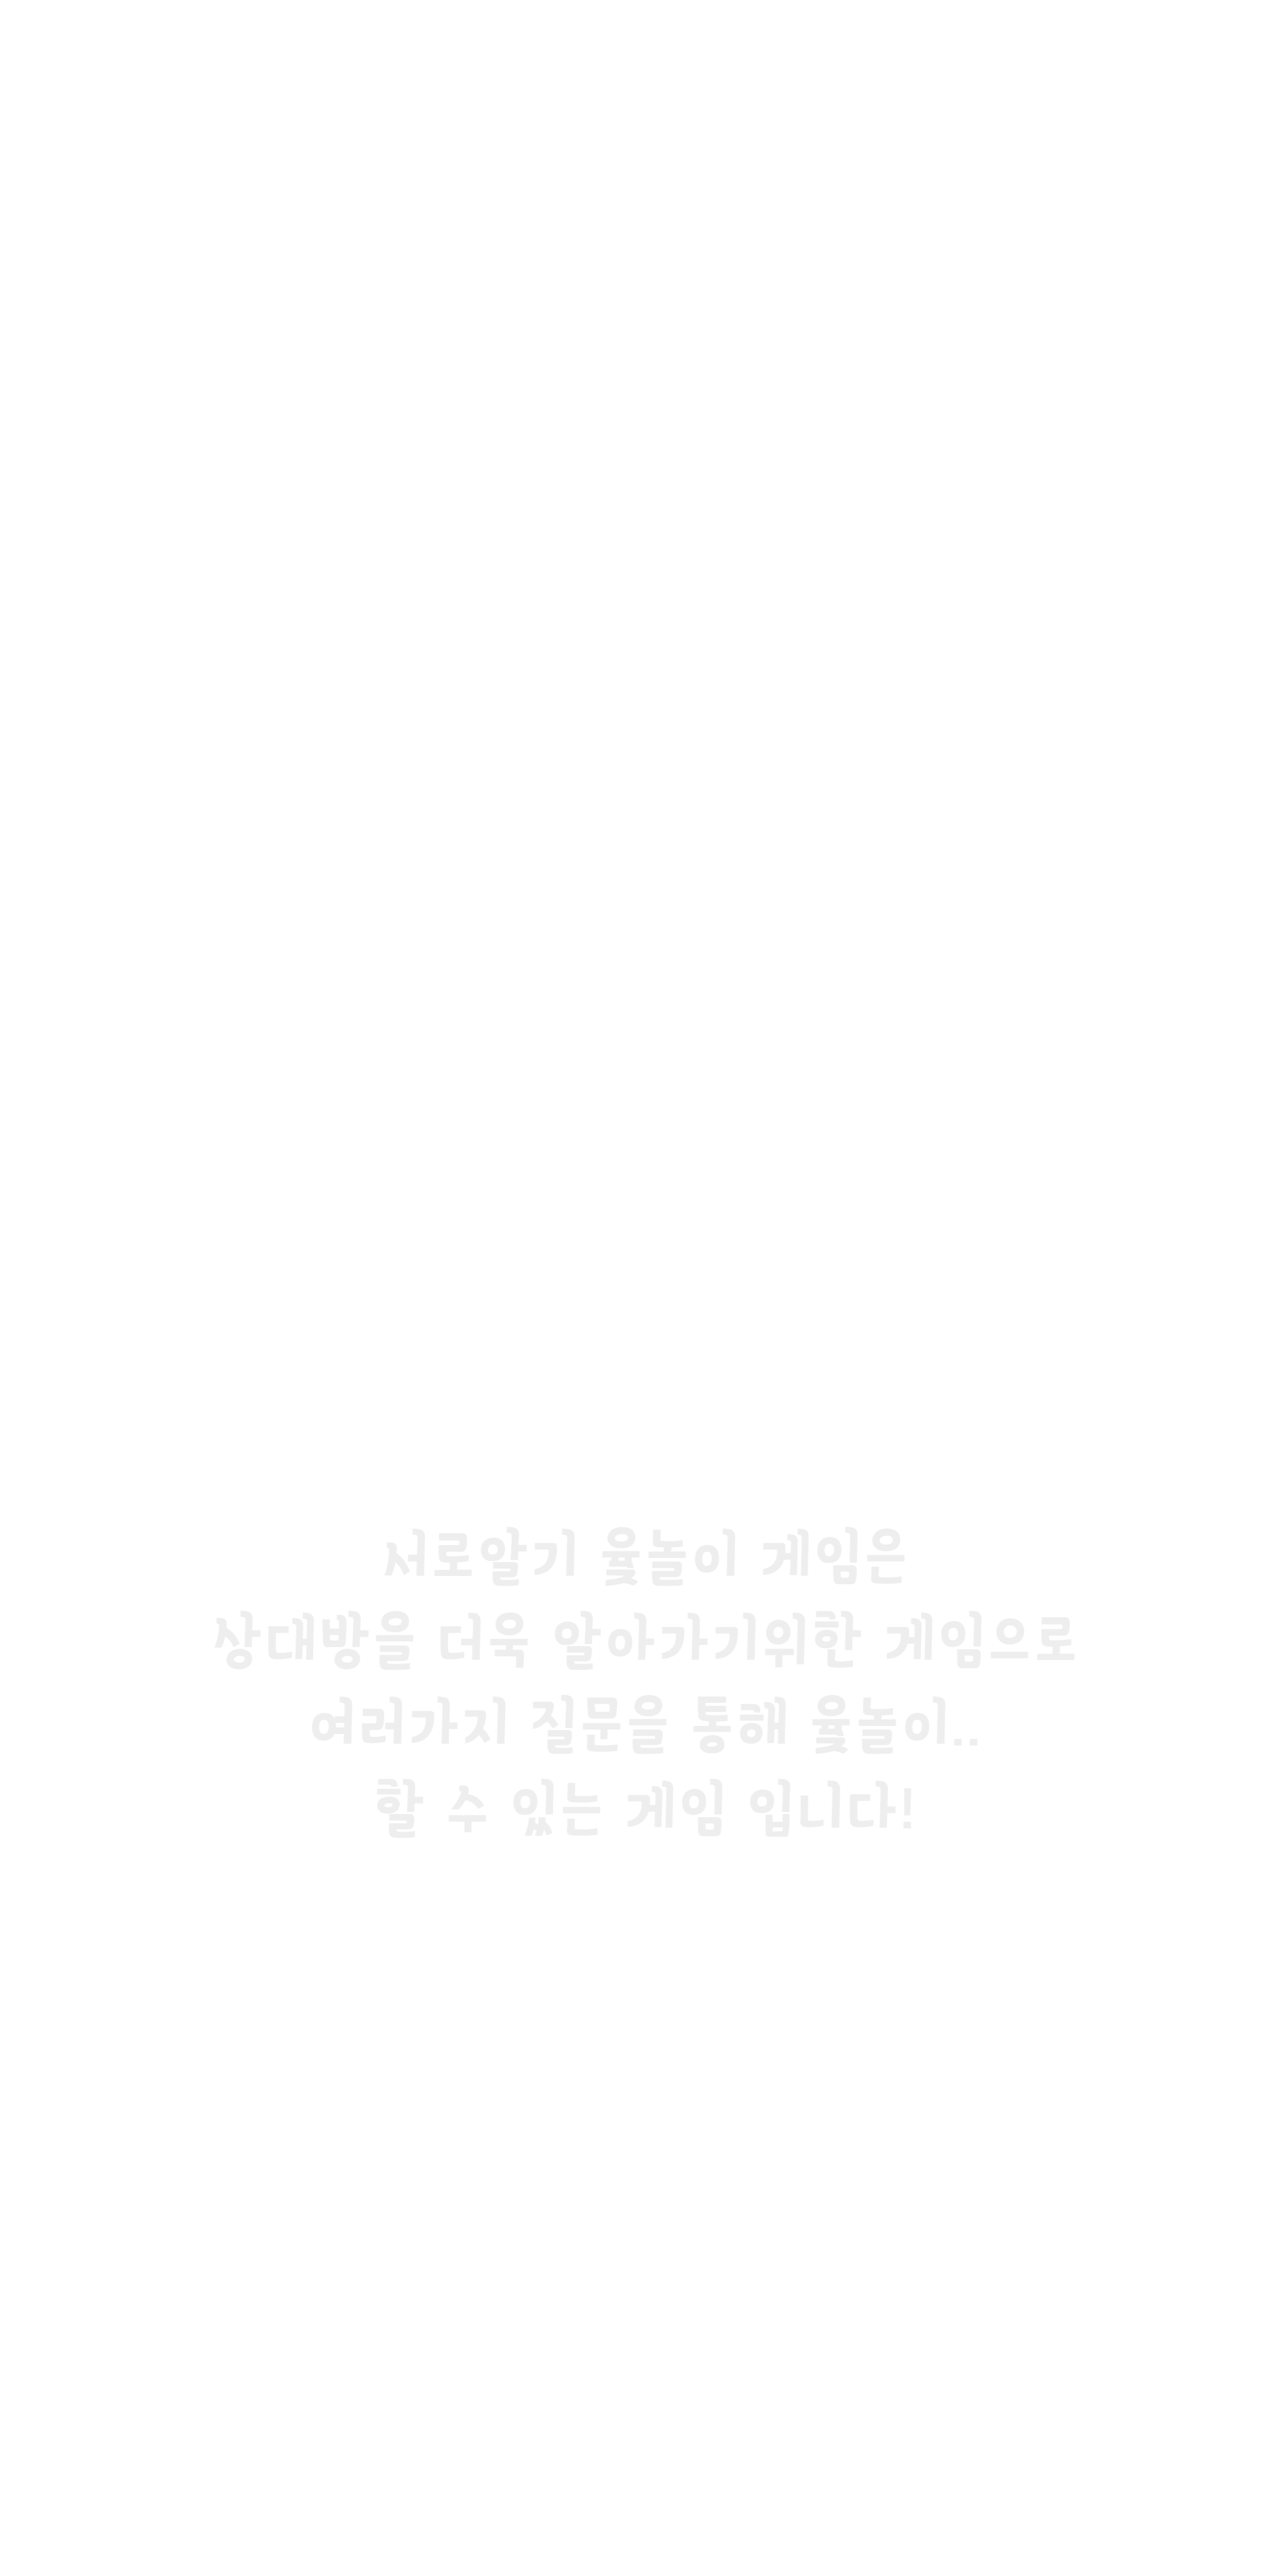 서로알기 윷놀이 게임은
상대방을 더욱 알아가기위한 게임으로
여러가지 질문을 통해 윷놀이..
할 수 있는 게임 입니다!